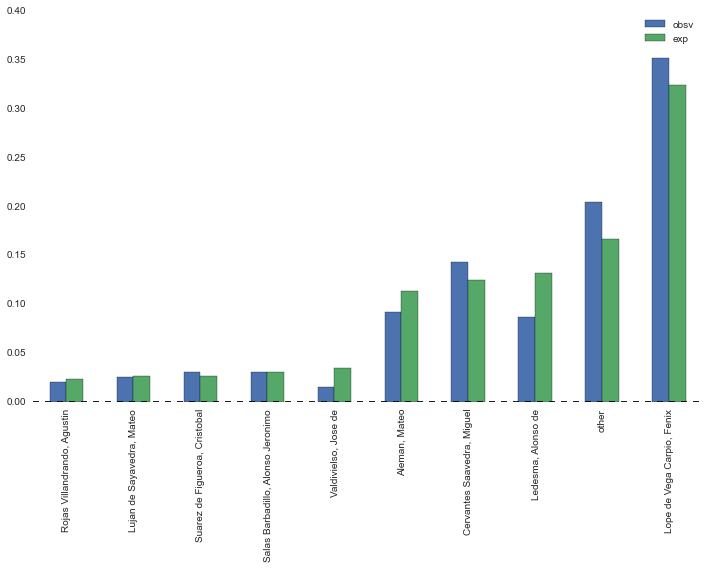 0.40
obsv
exp
0.35
0.30
0.25
0.20
0.15
0.10
0.05
0.00
Rojas Villandrando, Agustin
Lujan de Sayavedra, Mateo
Suarez de Figueroa, Cristobal
Salas Barbadillo, Alonso Jeronimo
Valdivielso, Jose de
Aleman, Mateo
Cervantes Saavedra, Miguel
Ledesma, Alonso de
other
Lope de Vega Carpio, Fenix